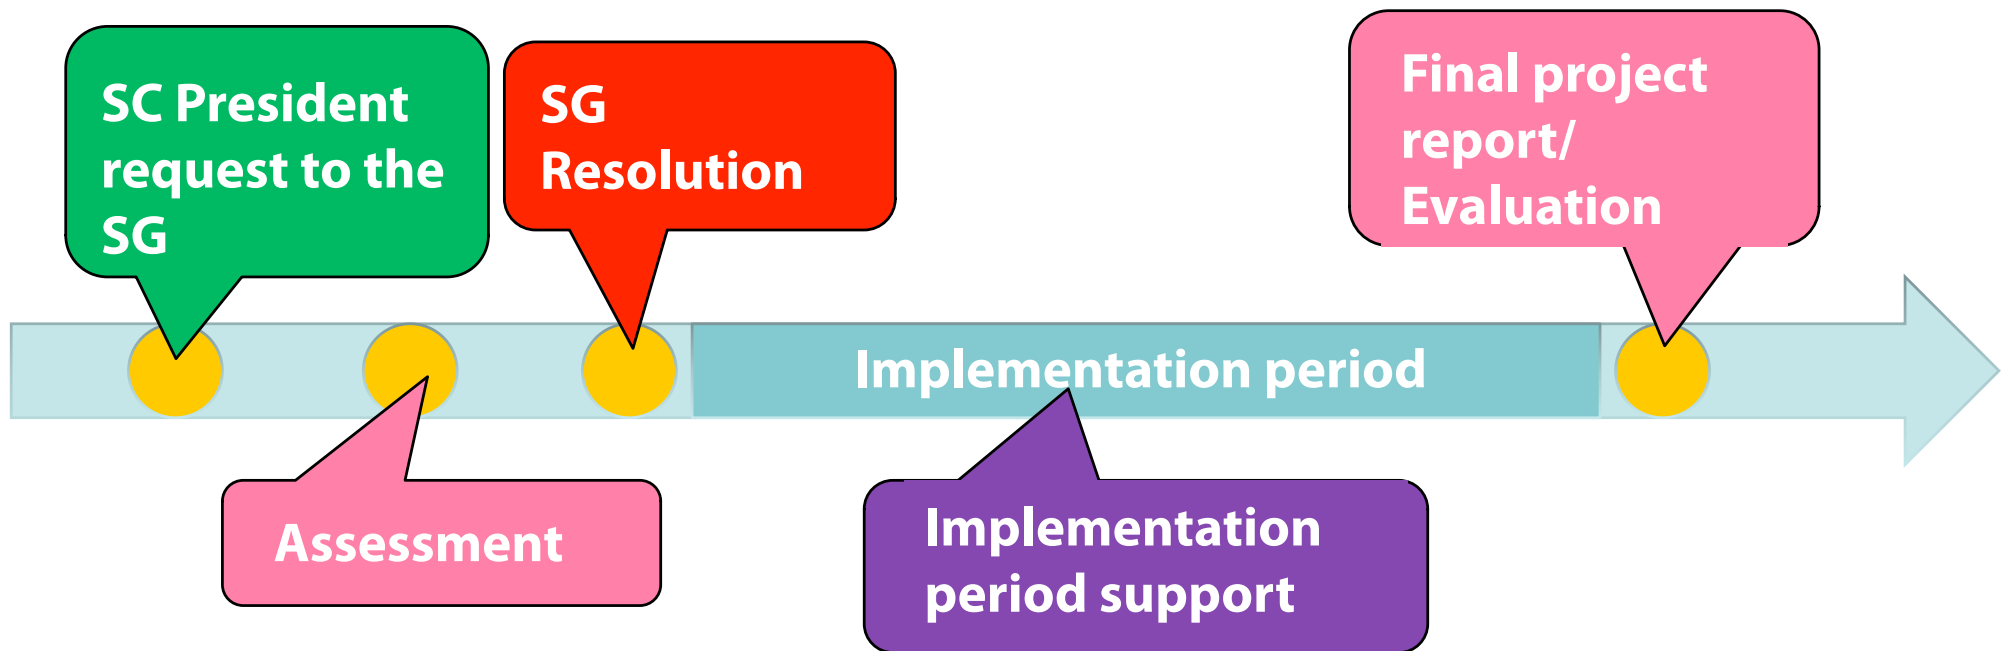 SC President
request to the
SG
SG
Resolution
Final project
report/
Evaluation
Implementation period
Assessment
Implementation
period support